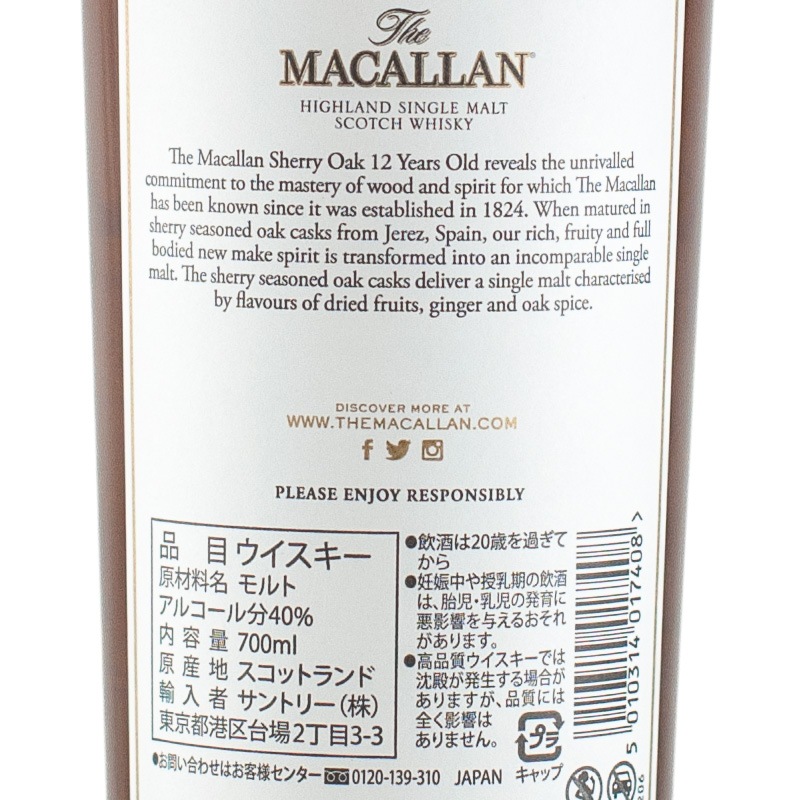 The
MACALLAN
HIGHLAND SINGLE MALT
SCOTCH WHISKY
The Macallan Sherry Oak 12 Years Old reveals the unrivalled
commitment to the mastery of wood and spirit for which The Macallan
has been known since it was established in 1824. When matured in
sherry seasoned oak casks from Jerez, Spain, our rich, fruity and full
bodied new make spirit is transformed into an incomparable single
malt. The sherry seasoned oak casks deliver a single malt characterised
by flavours of dried fruits, ginger and oak spice.
DISCOVER MORE AT
WWW.THEMACALLAN.COM
PLEASE ENJOY RESPONSIBLY
品目 ウイスキー
原材料名 モルト
アルコール分40%
内容量 700ml
原産地 スコットランド
輸入者 サントリー(株)
東京都港区台場2丁目3-3
●お問い合わせはお客様センター 0120-139-310 JAPAN
●飲酒は20歳を過ぎて
から
●妊娠中や授乳期の飲酒
は、胎児・乳児の発育に
悪影響を与えるおそれ
があります。
●高品質ウイスキーでは
沈殿が発生する場合が
ありますが、品質には
全く影響は
ありません。
プラ
キャップ
5 010314 017408 >